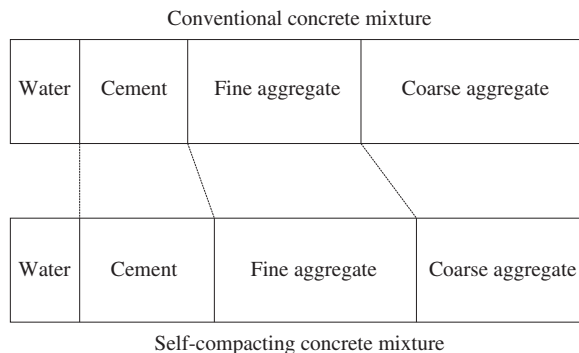 Conventional concrete mixture
Water Cement Fine aggregate Coarse aggregate
Water Cement Fine aggregate Coarse aggregate
Self-compacting concrete mixture